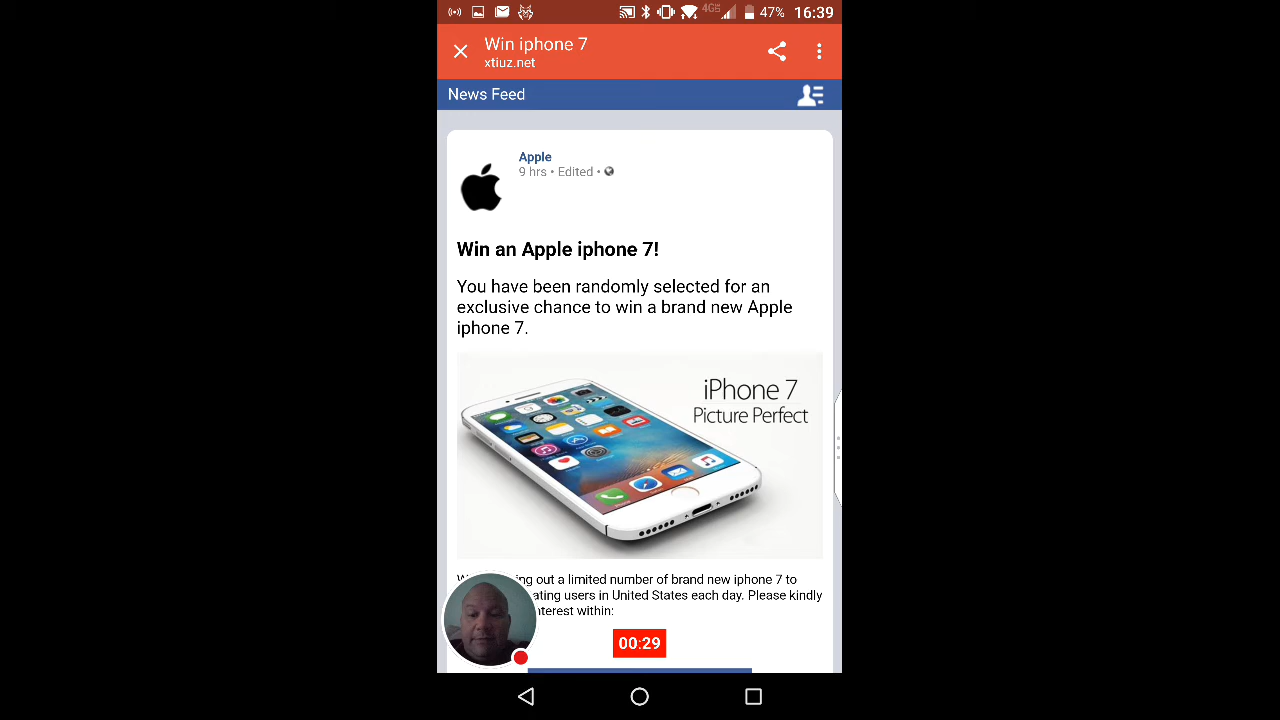 4G 47% 16:39
Win iphone 7
xtiuz.net
News Feed
Apple
9 hrs • Edited •
Win an Apple iphone 7!
You have been randomly selected for an
exclusive chance to win a brand new Apple
iphone 7.
iPhone 7
Picture Perfect
out a limited number of brand new iphone 7 to
users in United States each day. Please kindly
within:
00:29